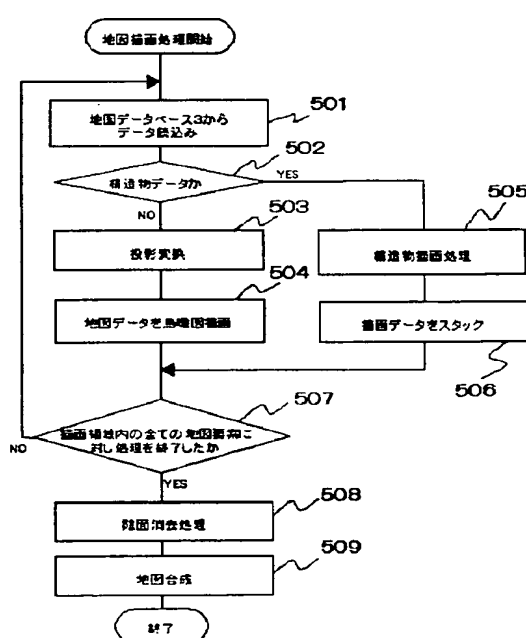 地図描画処理開始
地図データベース3から
データ読込み
501
502
構造物データか
YES
NO
503
投影変換
504
地図データを鳥瞰図描画
505
構造物描画処理
描画データをスタック
506
507
描画領域内の全ての地図要素に
対し処理を終了したか
NO
YES
508
陰面消去処理
509
地図合成
終了